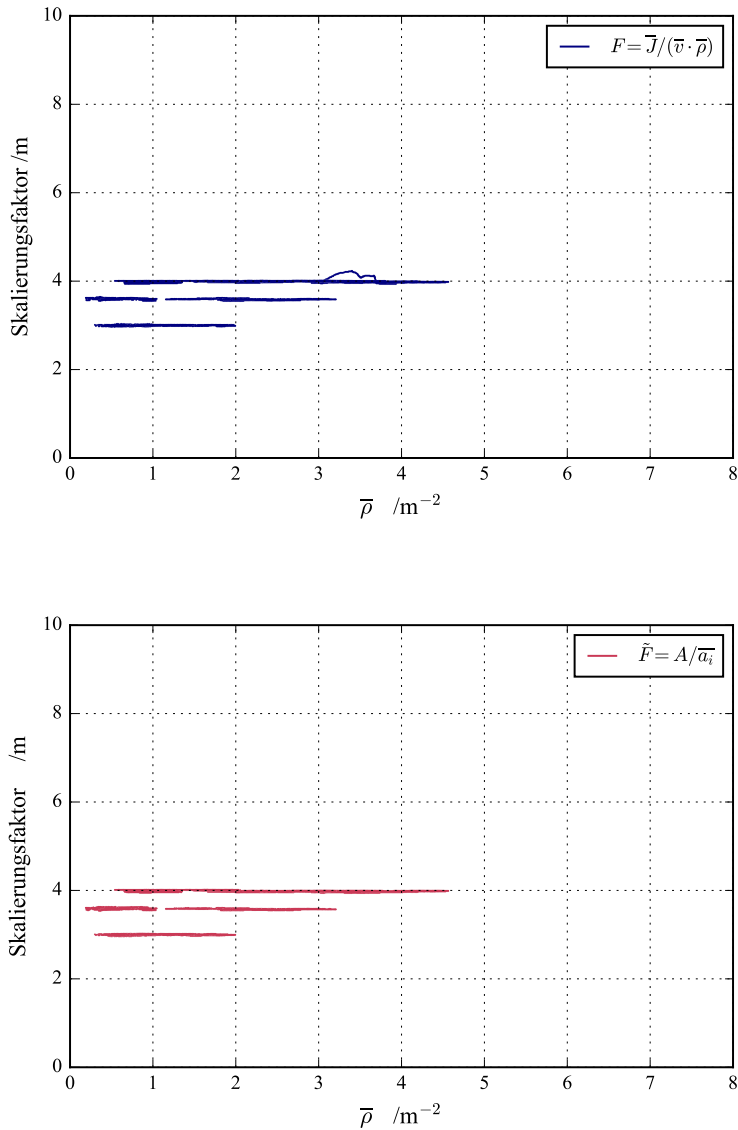 10
F = J̅/(v̅ · ρ̅)
8
6
Skalierungsfaktor /m
4
2
0
0 1 2 3 4 5 6 7 8
ρ̅ /m⁻²
10
F̃ = A/a̅ᵢ
8
6
Skalierungsfaktor /m
4
2
0
0 1 2 3 4 5 6 7 8
ρ̅ /m⁻²